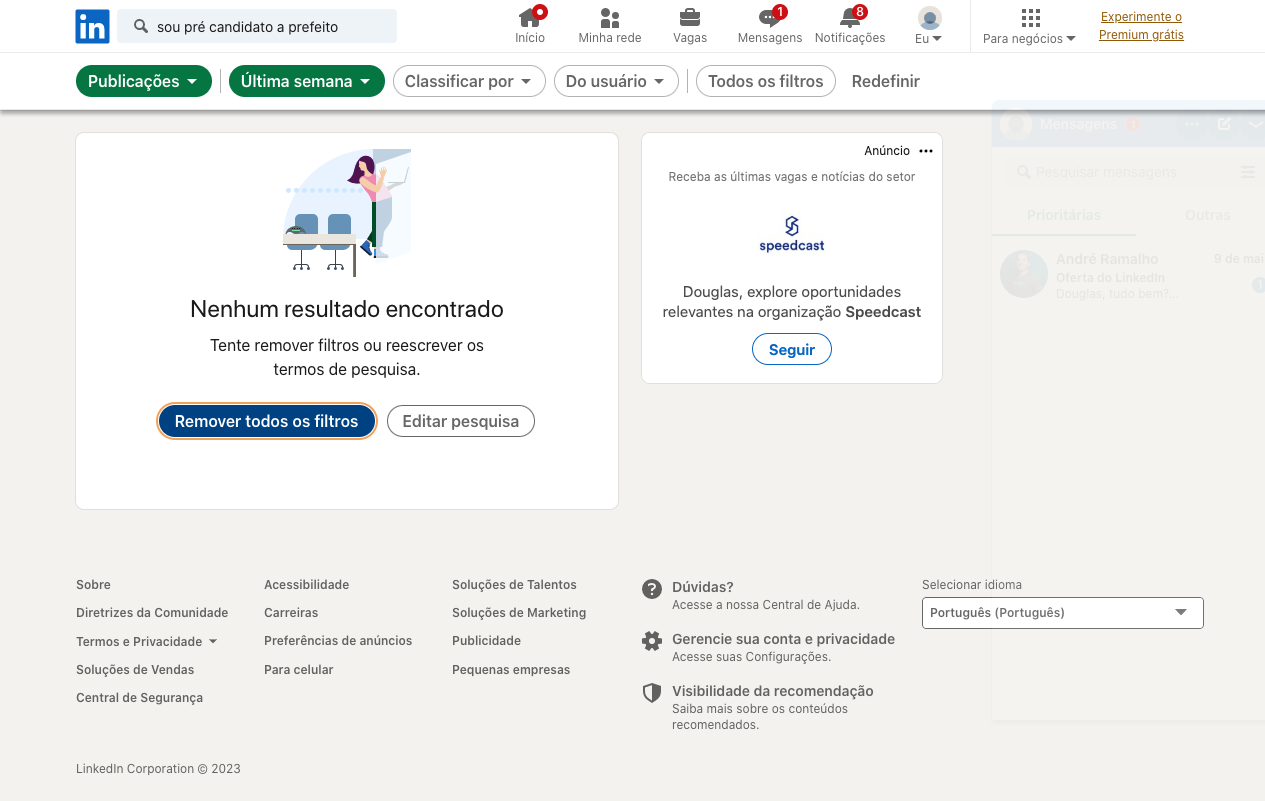 in
sou pré candidato a prefeito
Início
Minha rede
Vagas
1
Mensagens
8
Notificações
Eu
Para negócios
Experimente o
Premium grátis
Publicações
Última semana
Classificar por
Do usuário
Todos os filtros
Redefinir
Nenhum resultado encontrado
Tente remover filtros ou reescrever os
termos de pesquisa.
Remover todos os filtros
Editar pesquisa
Anúncio
Receba as últimas vagas e notícias do setor
speedcast
Douglas, explore oportunidades
relevantes na organização Speedcast
Seguir
Mensagens
1
Pesquisar mensagens
Prioritárias
Outras
André Ramalho
9 de mai
Oferta do LinkedIn
Douglas, tudo bem?...
1
Sobre
Diretrizes da Comunidade
Termos e Privacidade
Soluções de Vendas
Central de Segurança
Acessibilidade
Carreiras
Preferências de anúncios
Para celular
Soluções de Talentos
Soluções de Marketing
Publicidade
Pequenas empresas
Dúvidas?
Acesse a nossa Central de Ajuda.
Gerencie sua conta e privacidade
Acesse suas Configurações.
Visibilidade da recomendação
Saiba mais sobre os conteúdos
recomendados.
Selecionar idioma
Português (Português)
LinkedIn Corporation © 2023